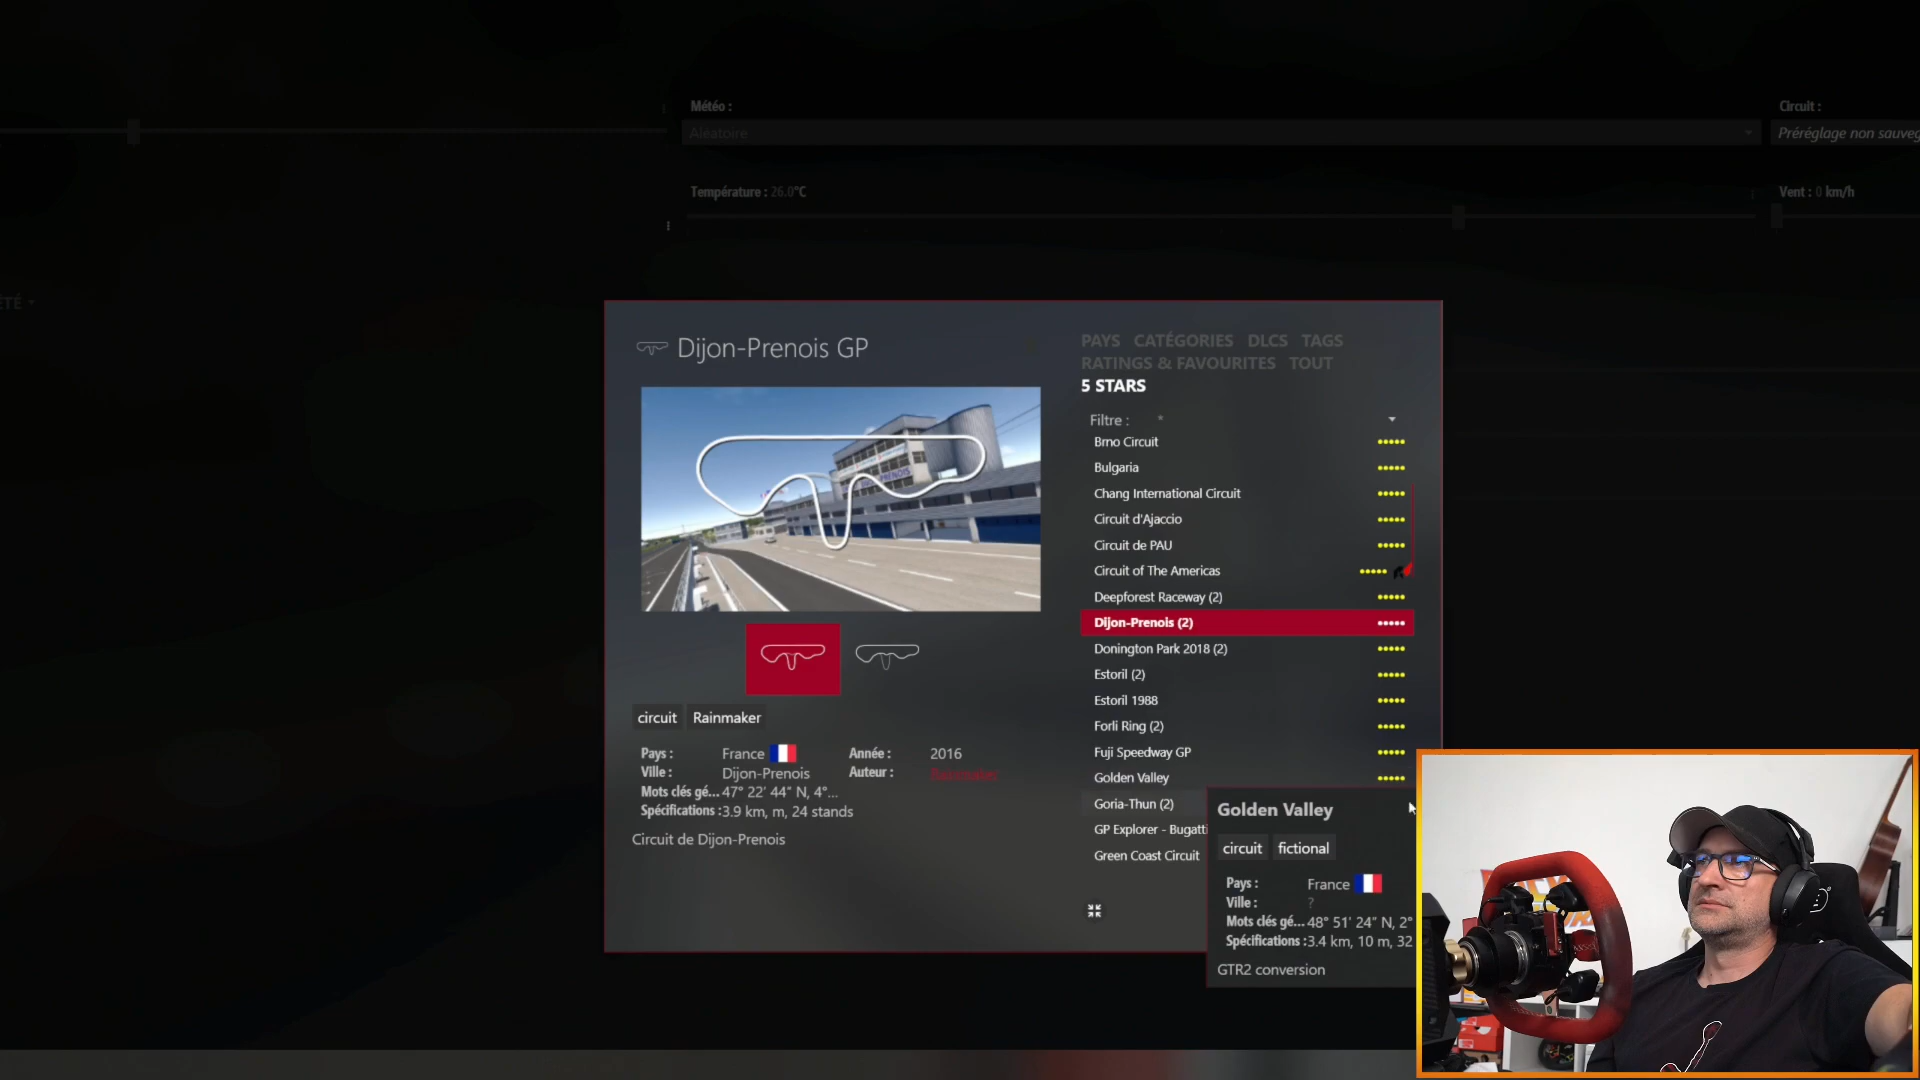 Météo :
Aléatoire
Circuit :
Préréglage non sauveg
Température : 26.0°C
Vent : 0 km/h
ÉTÉ
Dijon-Prenois GP
PAYS CATÉGORIES DLCS TAGS
RATINGS & FAVOURITES TOUT
5 STARS
Filtre : *
Brno Circuit
Bulgaria
Chang International Circuit
Circuit d'Ajaccio
Circuit de PAU
Circuit of The Americas
Deepforest Raceway (2)
Dijon-Prenois (2)
Donington Park 2018 (2)
Estoril (2)
Estoril 1988
Forli Ring (2)
Fuji Speedway GP
Golden Valley
Goria-Thun (2)
GP Explorer - Bugatti
Green Coast Circuit
circuit Rainmaker
Pays : France Année : 2016
Ville : Dijon-Prenois Auteur : Rainmaker
Mots clés gé... 47° 22' 44" N, 4°...
Spécifications : 3.9 km, m, 24 stands
Circuit de Dijon-Prenois
Golden Valley
circuit fictional
Pays : France
Ville : ?
Mots clés gé... 48° 51' 24" N, 2°
Spécifications : 3.4 km, 10 m, 32
GTR2 conversion